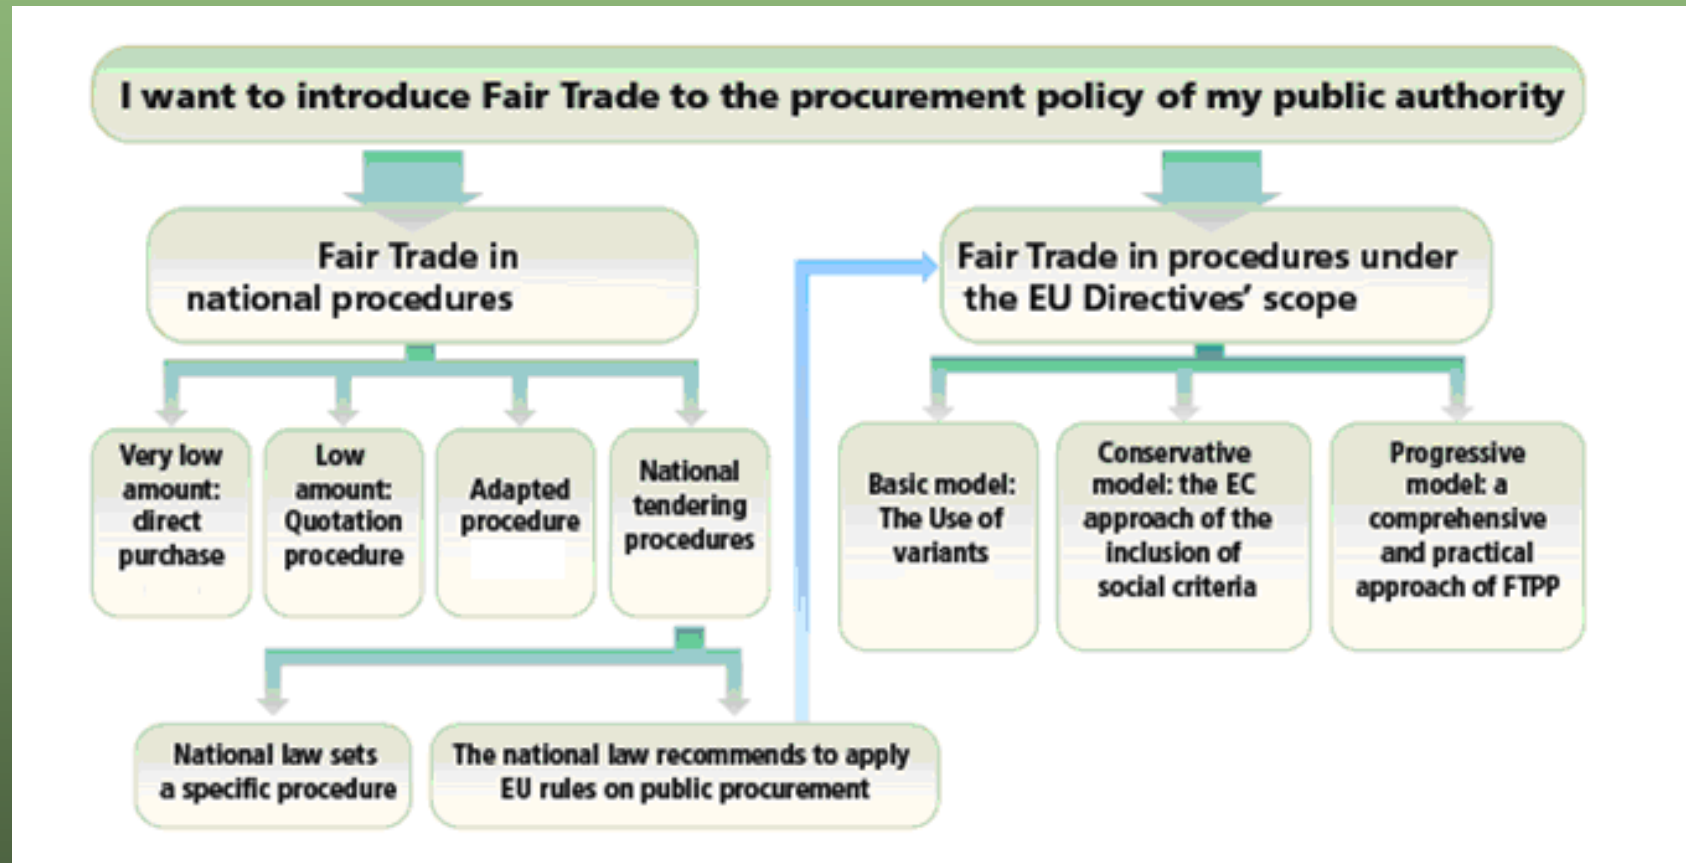 I want to introduce Fair Trade to the procurement policy of my public authority
Fair Trade in
national procedures
Fair Trade in procedures under
the EU Directives’ scope
Very low
amount:
direct
purchase
Low
amount:
Quotation
procedure
Adapted
procedure
National
tendering
procedures
Basic model:
The Use of
variants
Conservative
model: the EC
approach of the
inclusion of
social criteria
Progressive
model: a
comprehensive
and practical
approach of FTPP
National law sets
a specific procedure
The national law recommends to apply
EU rules on public procurement